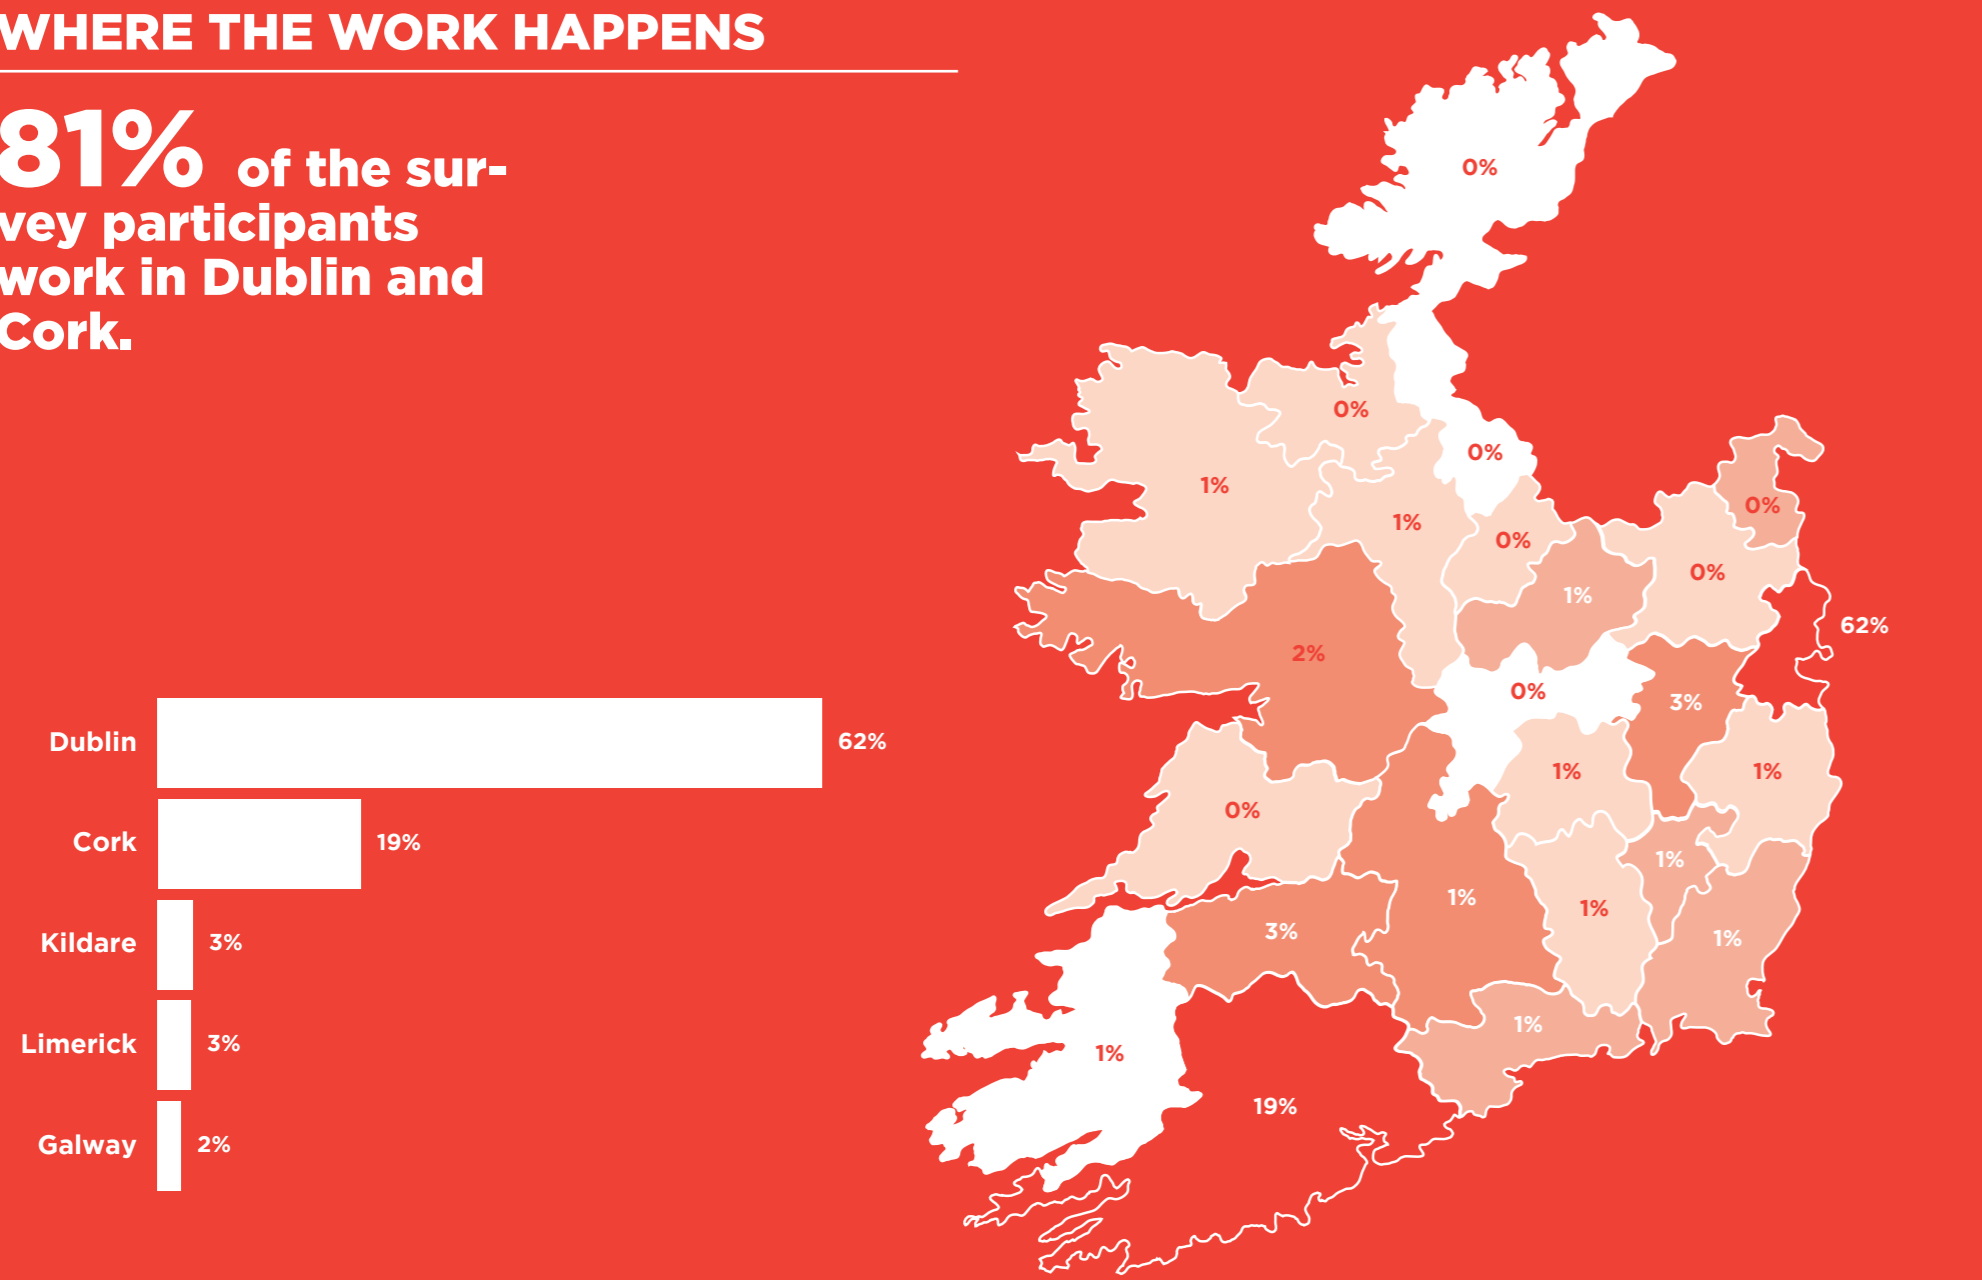 WHERE THE WORK HAPPENS
81% of the sur-
vey participants
work in Dublin and
Cork.
Dublin 62%
Cork 19%
Kildare 3%
Limerick 3%
Galway 2%
0%
0%
0%
1%
0%
1%
0%
0%
1%
62%
2%
0%
3%
1%
1%
0%
1%
1%
1%
3%
1%
1%
1%
19%